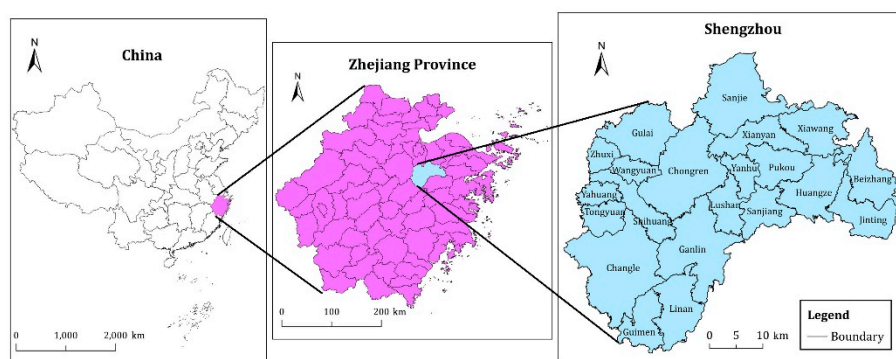 China
N
0
1,000
2,000 km
Zhejiang Province
N
0
100
200 km
Shengzhou
N
Sanjie
Gulai
Xianyan
Xiawang
Zhuxi
Wangyuan
Chongren
Yanhu
Pukou
Beizhang
Huangze
Yahuang
Lushan
Tongyuan
Shihuang
Sanjiang
Jinting
Changle
Ganlin
Linan
Guimen
Legend
Boundary
0
5
10 km